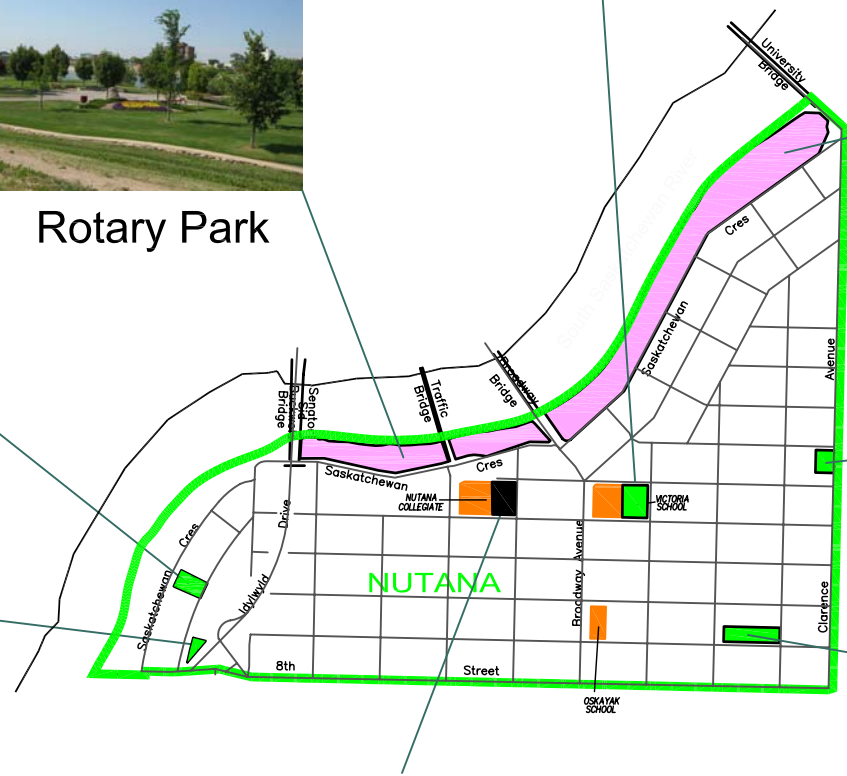 Rotary Park
University
Bridge
South Saskatchewan River
Cres
Saskatchewan
Avenue
Senator
Sid
Buckwold
Bridge
Traffic
Bridge
Broadway
Bridge
Saskatchewan
Cres
NUTANA
COLLEGIATE
VICTORIA
SCHOOL
Drive
Cres
Broadway Avenue
NUTANA
Idylwyld
Saskatchewan
Clarence
8th
Street
OSKAYAK
SCHOOL